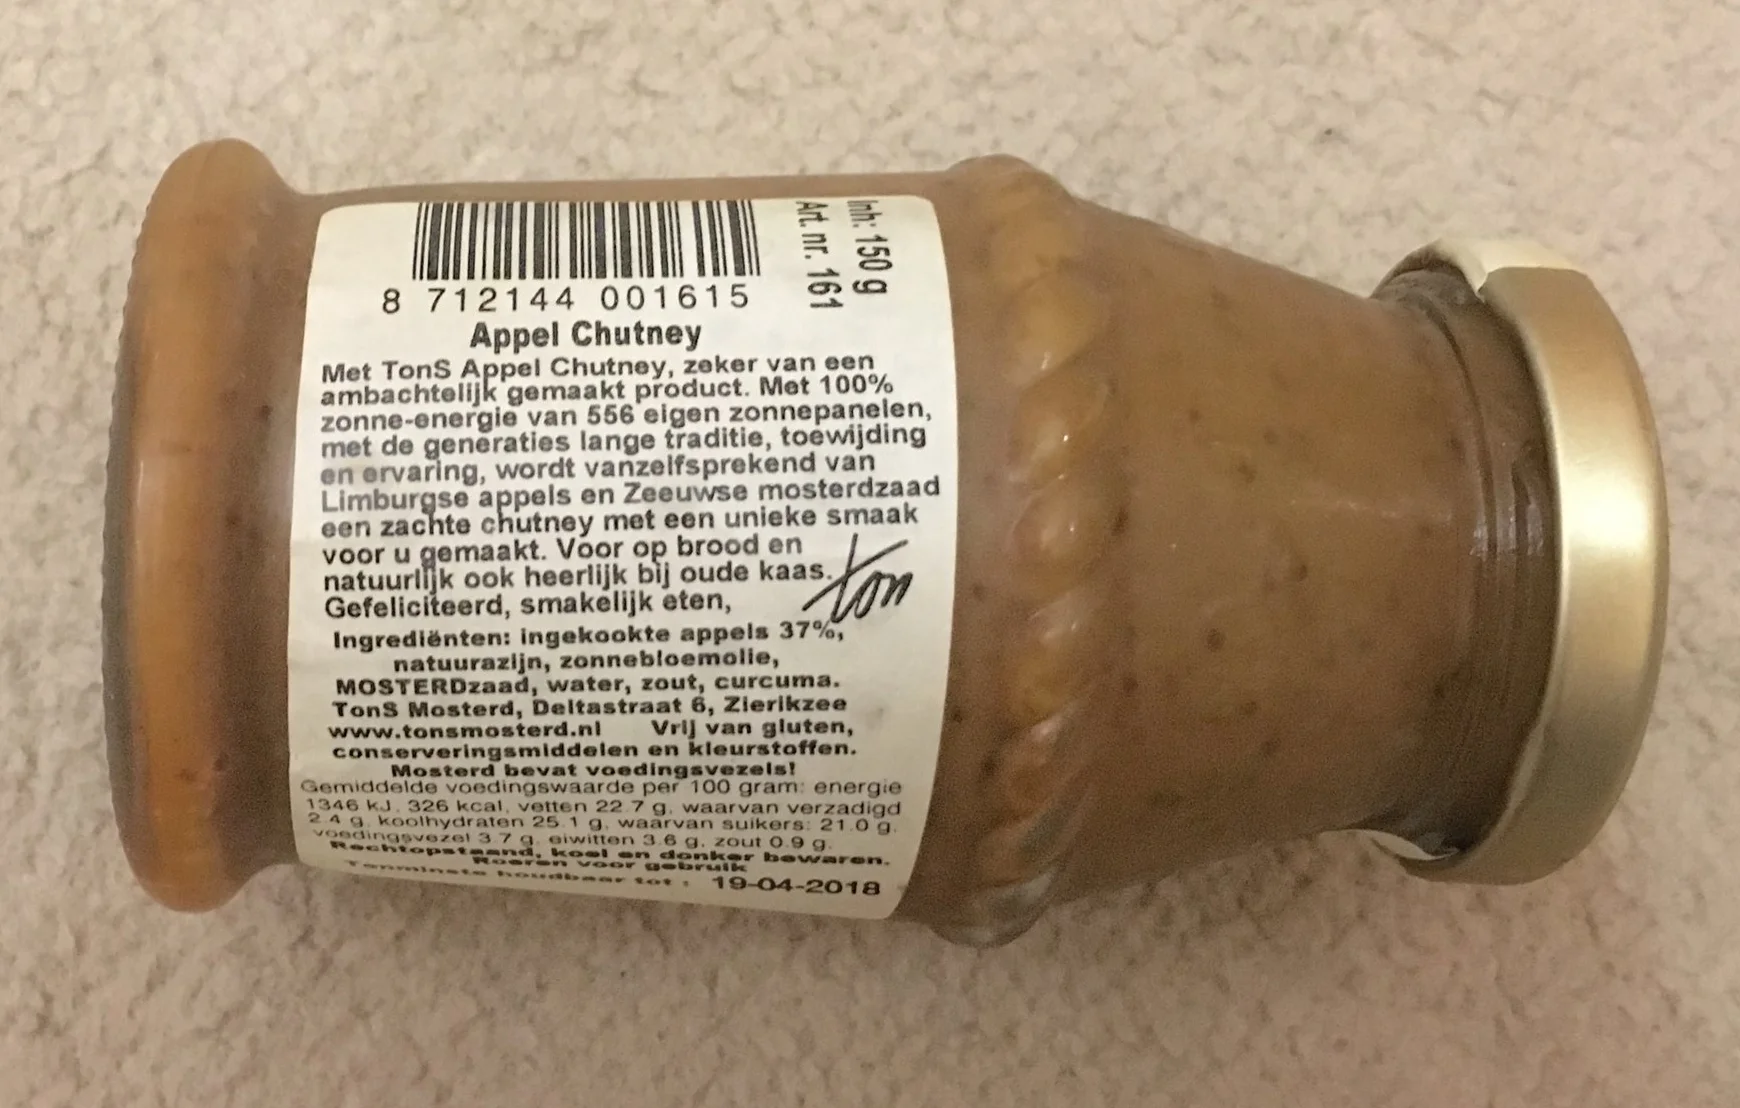 8 712144 001615
Inh: 150 g
Art. nr. 161
Appel Chutney
Met TonS Appel Chutney, zeker van een
ambachtelijk gemaakt product. Met 100%
zonne-energie van 556 eigen zonnepanelen,
met de generaties lange traditie, toewijding
en ervaring, wordt vanzelfsprekend van
Limburgse appels en Zeeuwse mosterdzaad
een zachte chutney met een unieke smaak
voor u gemaakt. Voor op brood en
natuurlijk ook heerlijk bij oude kaas.
Gefeliciteerd, smakelijk eten,
Ton
Ingrediënten: ingekookte appels 37%,
natuurazijn, zonnebloemolie,
MOSTERDzaad, water, zout, curcuma.
TonS Mosterd, Deltastraat 6, Zierikzee
www.tonsmosterd.nl Vrij van gluten,
conserveringsmiddelen en kleurstoffen.
Mosterd bevat voedingsvezels!
Gemiddelde voedingswaarde per 100 gram: energie
1346 kJ, 326 kcal, vetten 22.7 g, waarvan verzadigd
2.4 g, koolhydraten 25.1 g, waarvan suikers: 21.0 g,
voedingsvezel 3.7 g, eiwitten 3.6 g, zout 0.9 g.
Rechtopstaand, koel en donker bewaren.
Roeren voor gebruik
Tenminste houdbaar tot : 19-04-2018